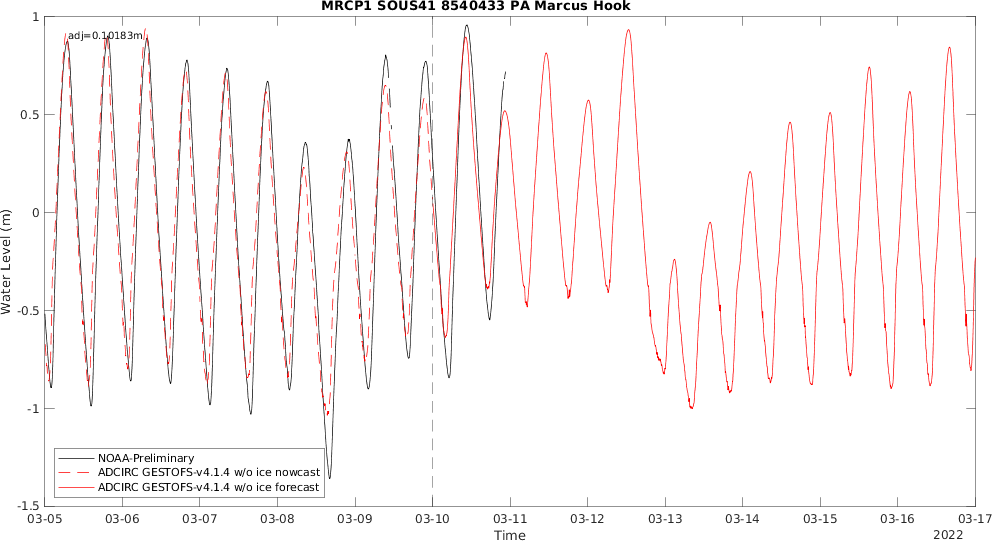 MRCP1 SOUS41 8540433 PA Marcus Hook
adj=0.10183m
1
0.5
0
-0.5
-1
-1.5
Water Level (m)
NOAA-Preliminary
ADCIRC GESTOFS-v4.1.4 w/o ice nowcast
ADCIRC GESTOFS-v4.1.4 w/o ice forecast
03-05 03-06 03-07 03-08 03-09 03-10 03-11 03-12 03-13 03-14 03-15 03-16 03-17
Time
2022